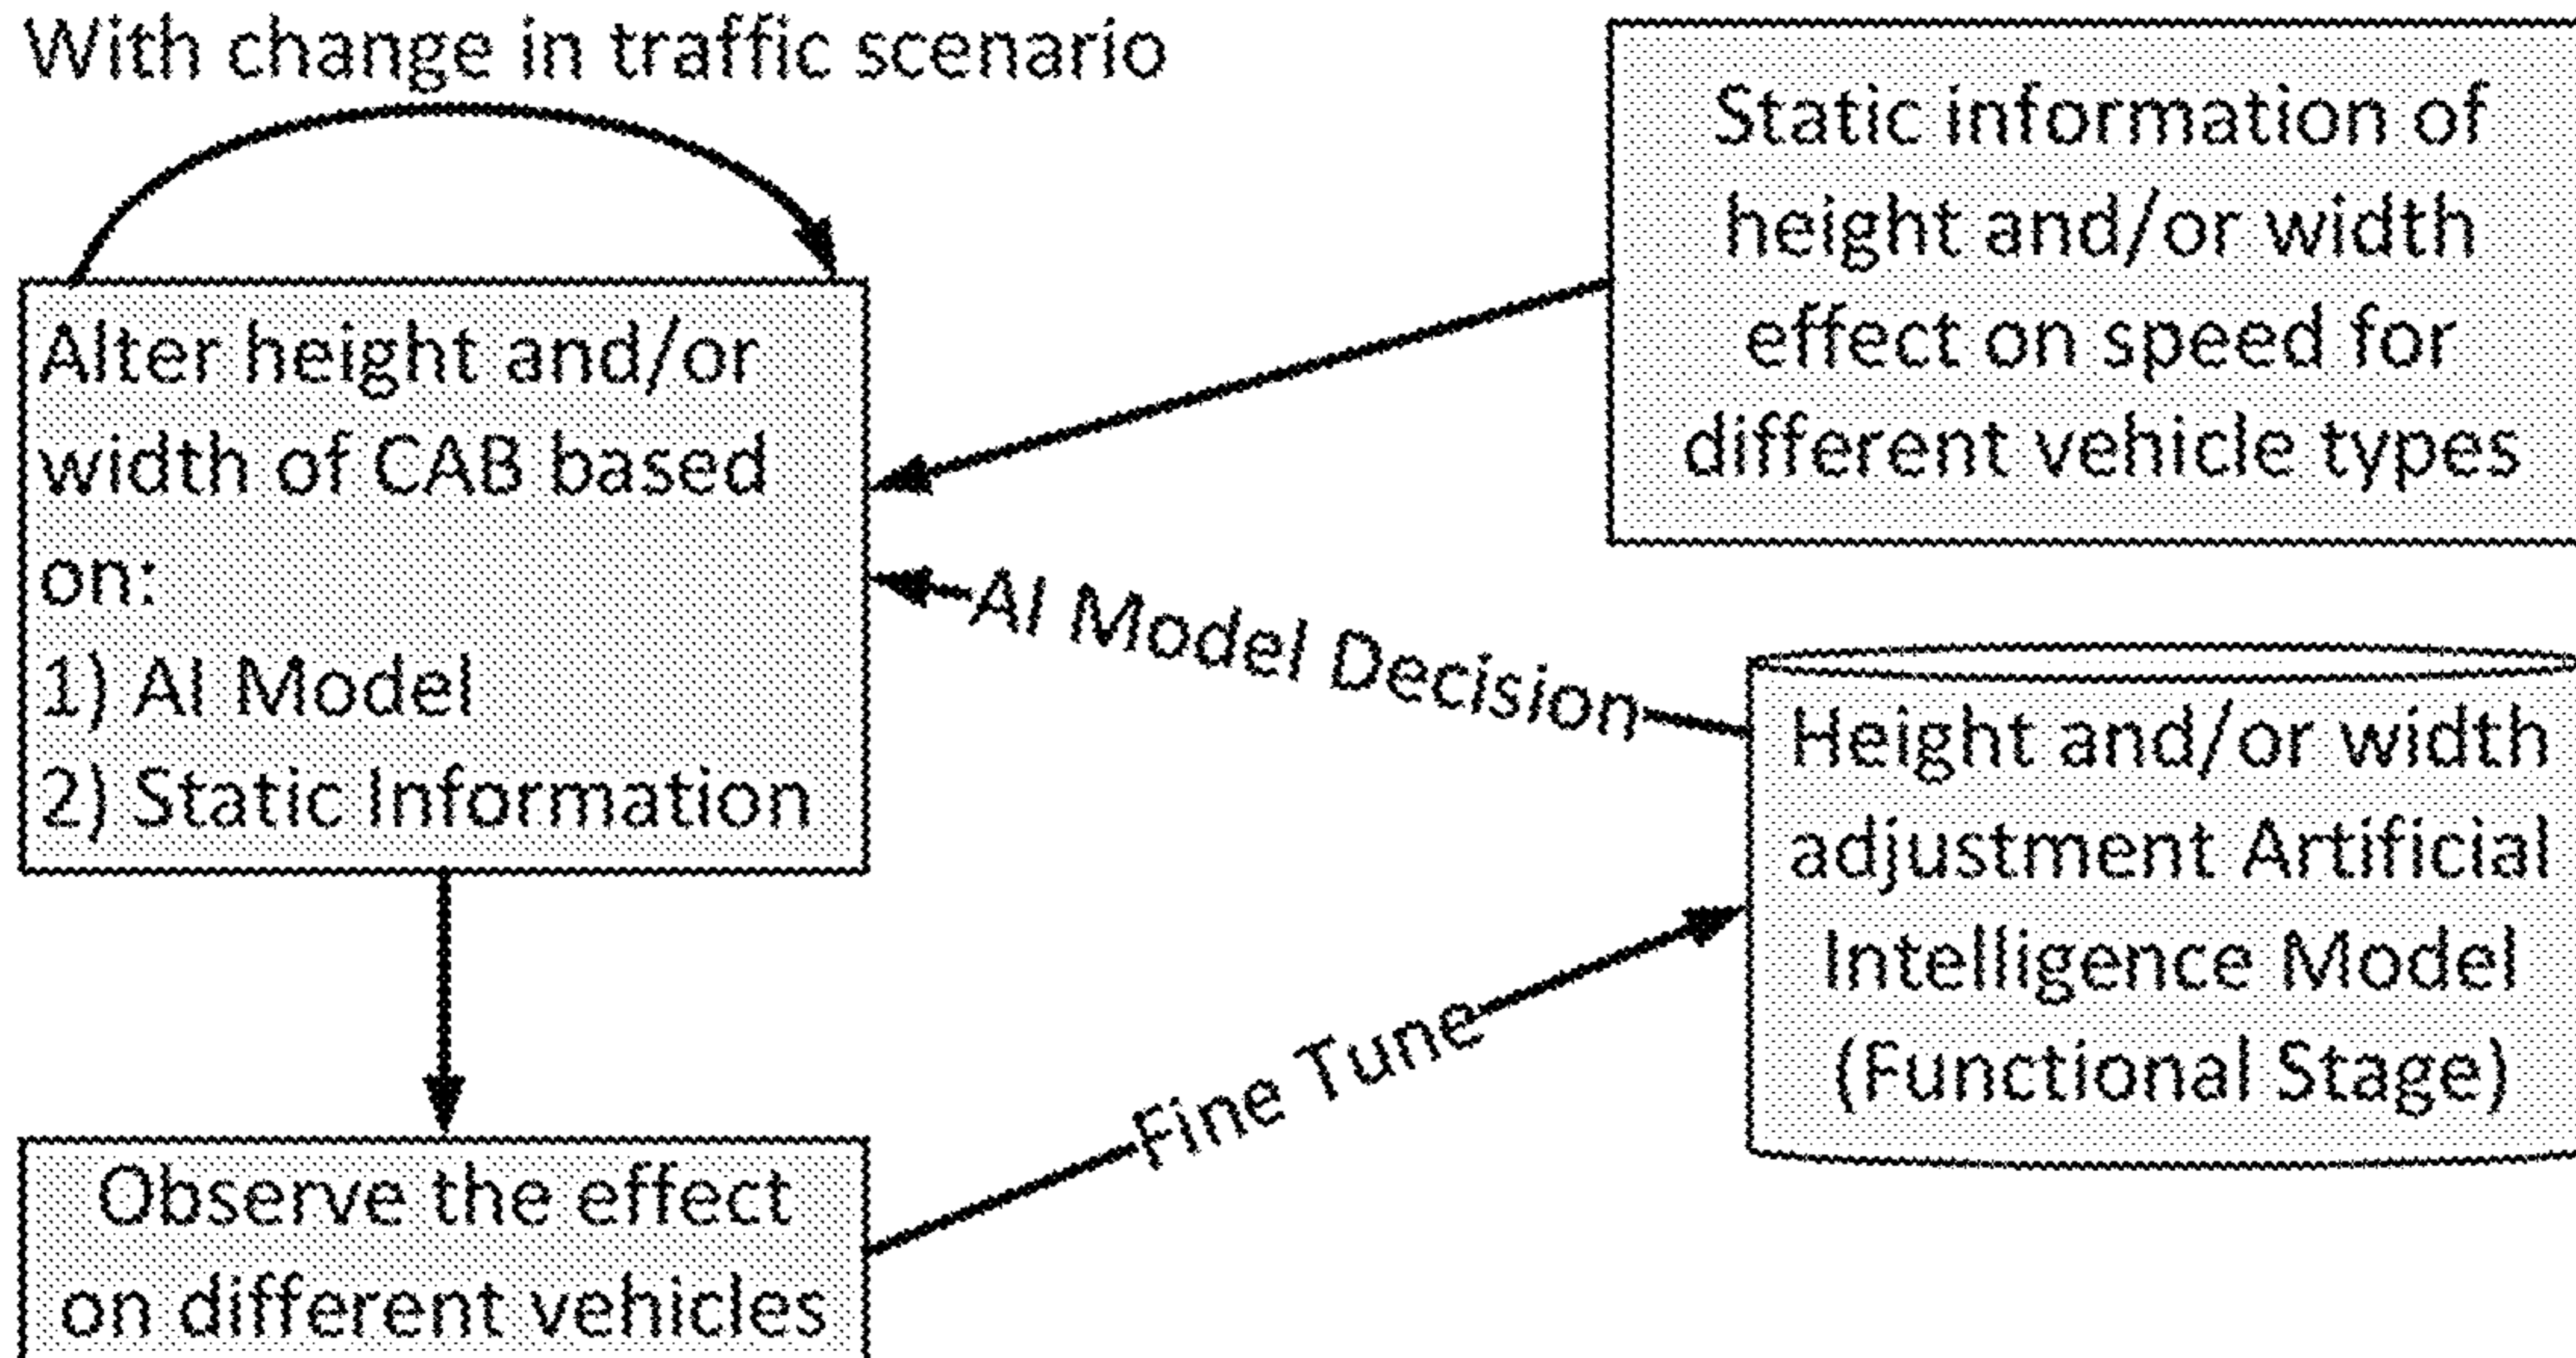 With change in traffic scenario
Alter height and/or
width of CAB based
on:
1) AI Model
2) Static Information
Static information of
height and/or width
effect on speed for
different vehicle types
AI Model Decision
Height and/or width
adjustment Artificial
Intelligence Model
(Functional Stage)
Fine Tune
Observe the effect
on different vehicles